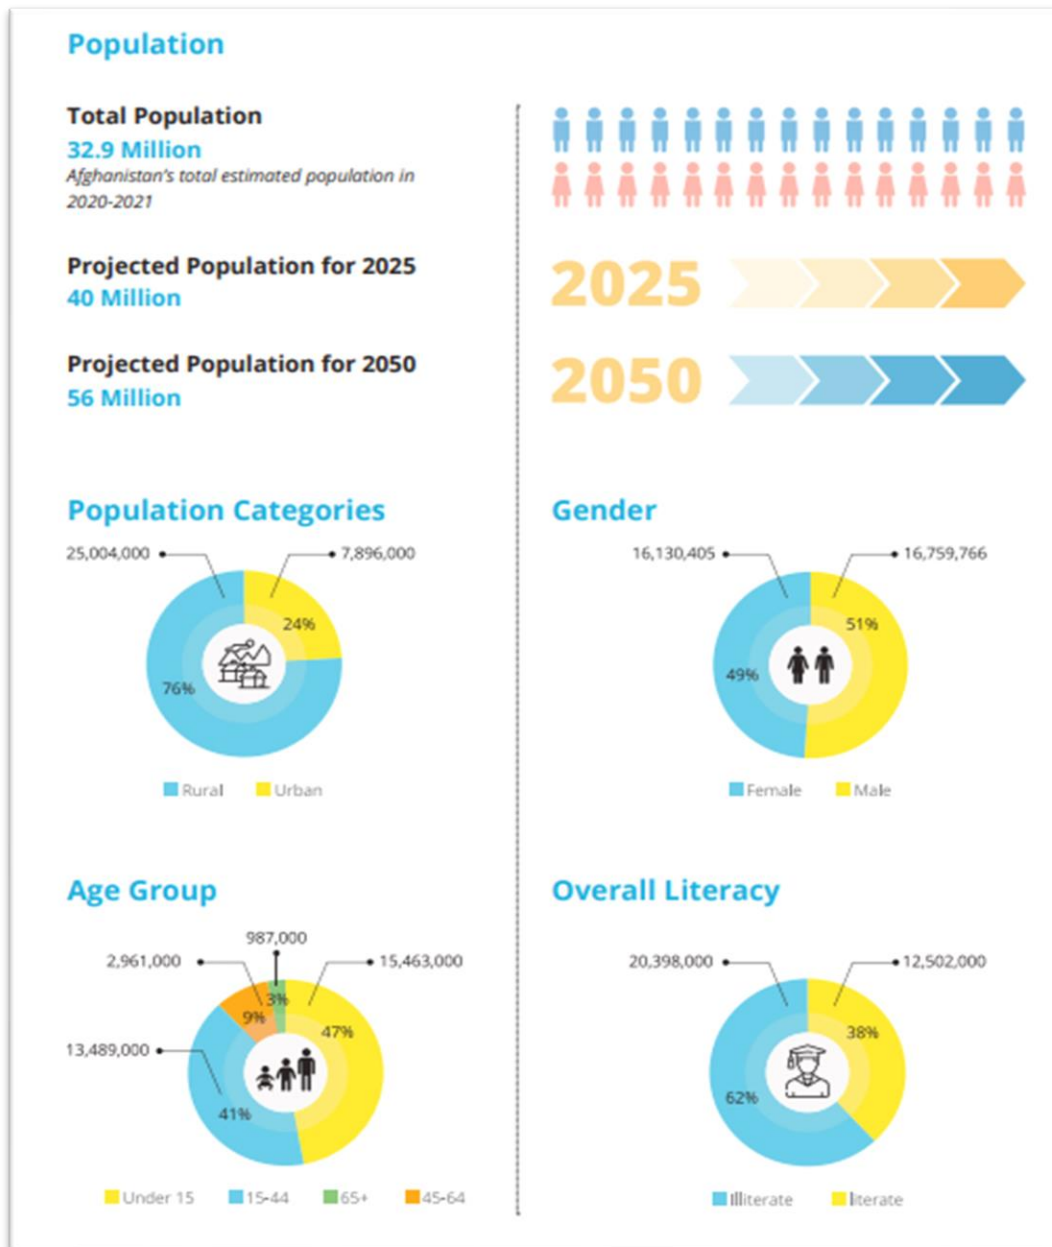 Population
Total Population
32.9 Million
Afghanistan's total estimated population in
2020-2021
Projected Population for 2025
40 Million
2025
Projected Population for 2050
56 Million
2050
Population Categories
25,004,000
7,896,000
24%
76%
Rural
Urban
Gender
16,130,405
16,759,766
51%
49%
Female
Male
Age Group
987,000
2,961,000
15,463,000
3%
9%
47%
13,489,000
41%
Under 15
15-44
65+
45-64
Overall Literacy
20,398,000
12,502,000
38%
62%
Illiterate
literate